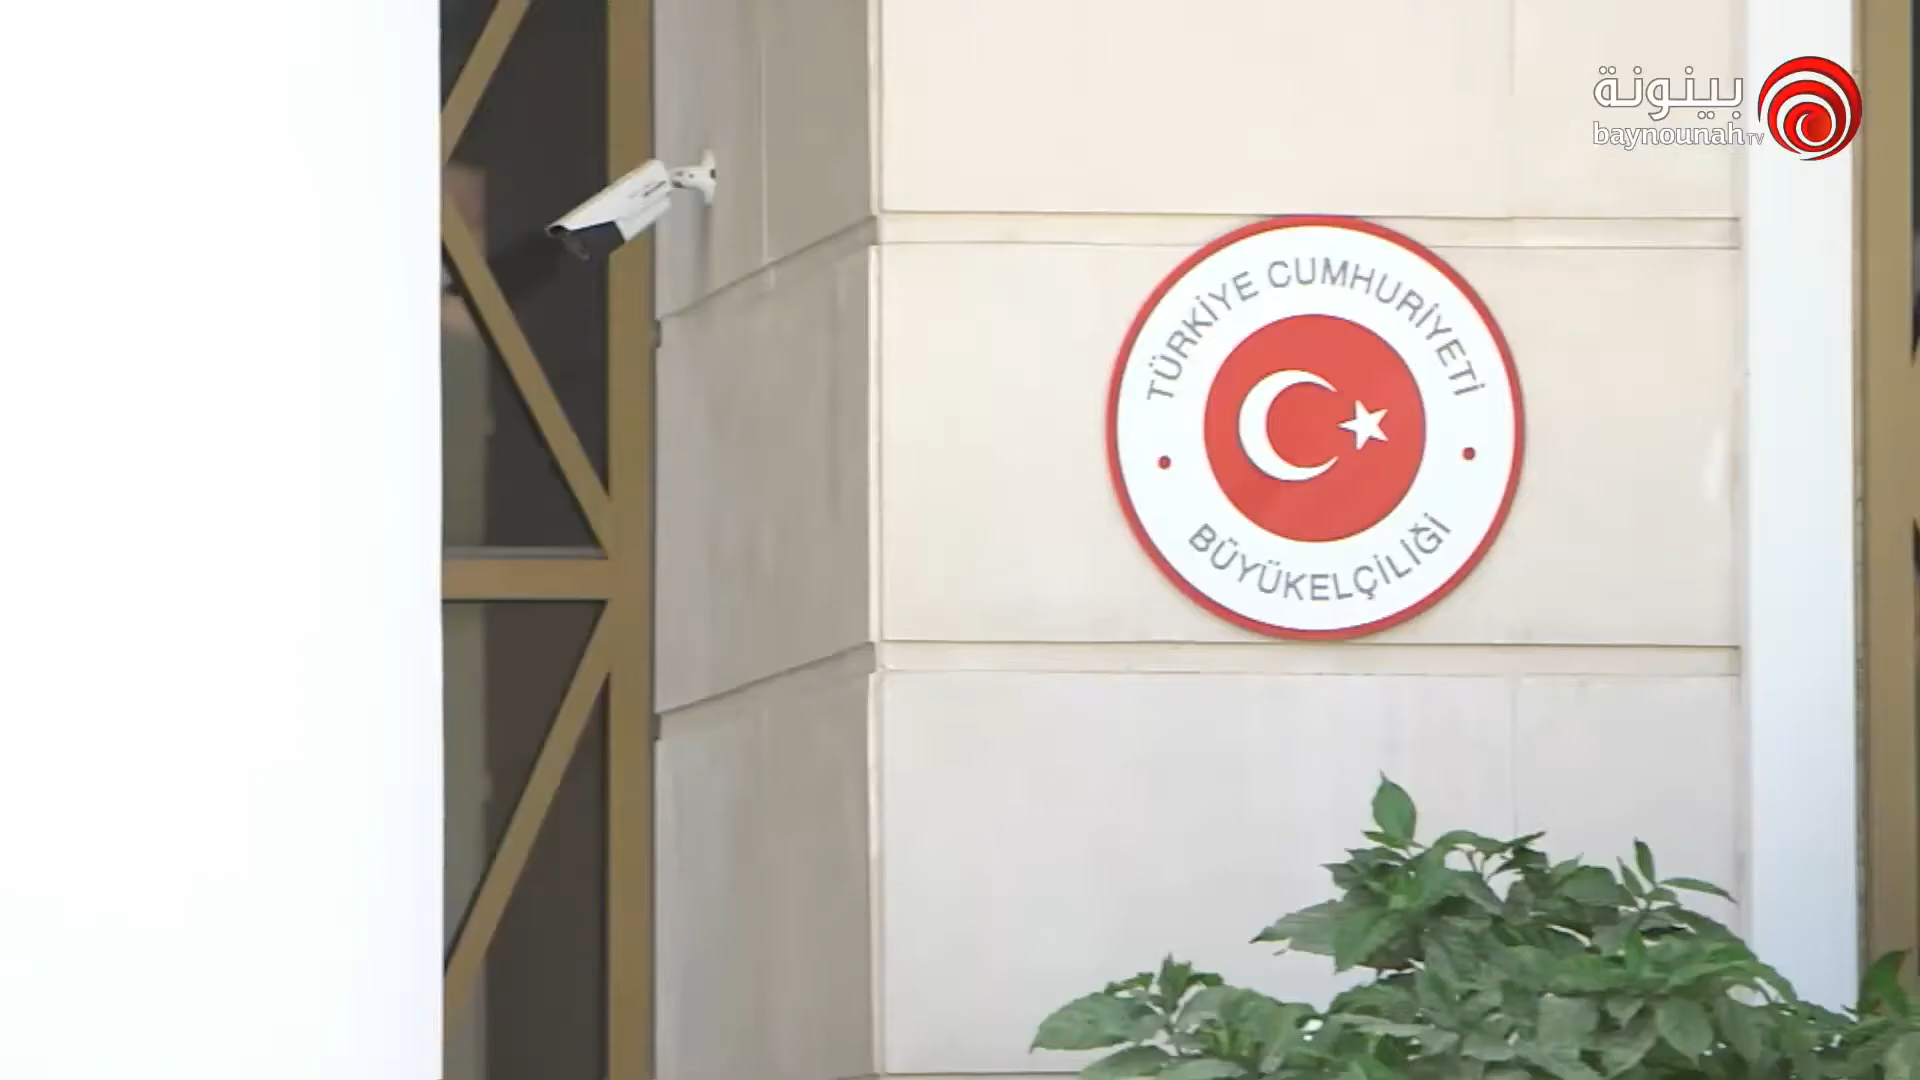 بينونة
baynounah TV
TÜRKİYE CUMHURİYETİ
BÜYÜKELÇİLİĞİ